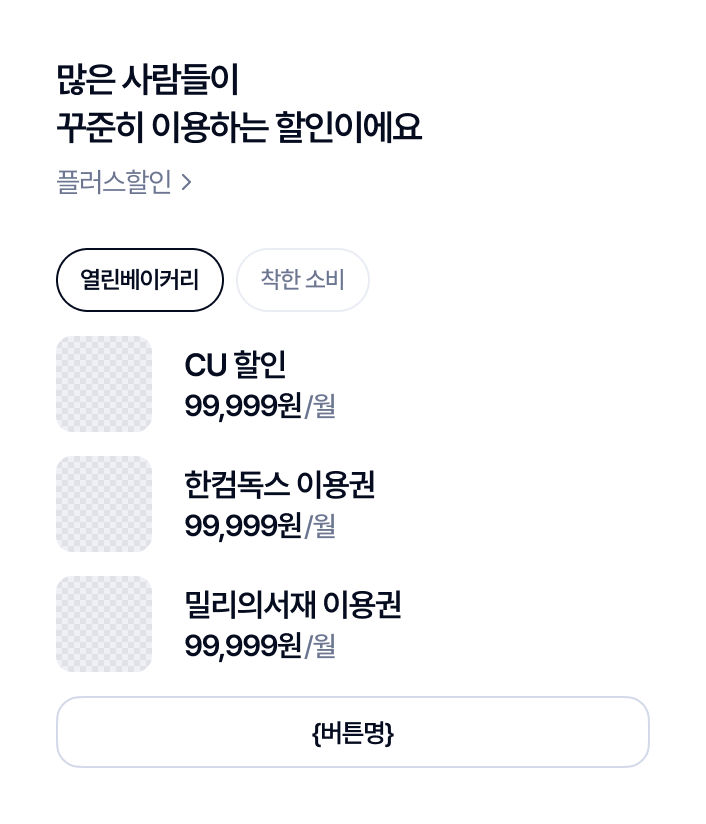 많은 사람들이
꾸준히 이용하는 할인이에요
플러스할인 >
열린베이커리 착한 소비
CU 할인
99,999원/월
한컴독스 이용권
99,999원/월
밀리의서재 이용권
99,999원/월
{버튼명}